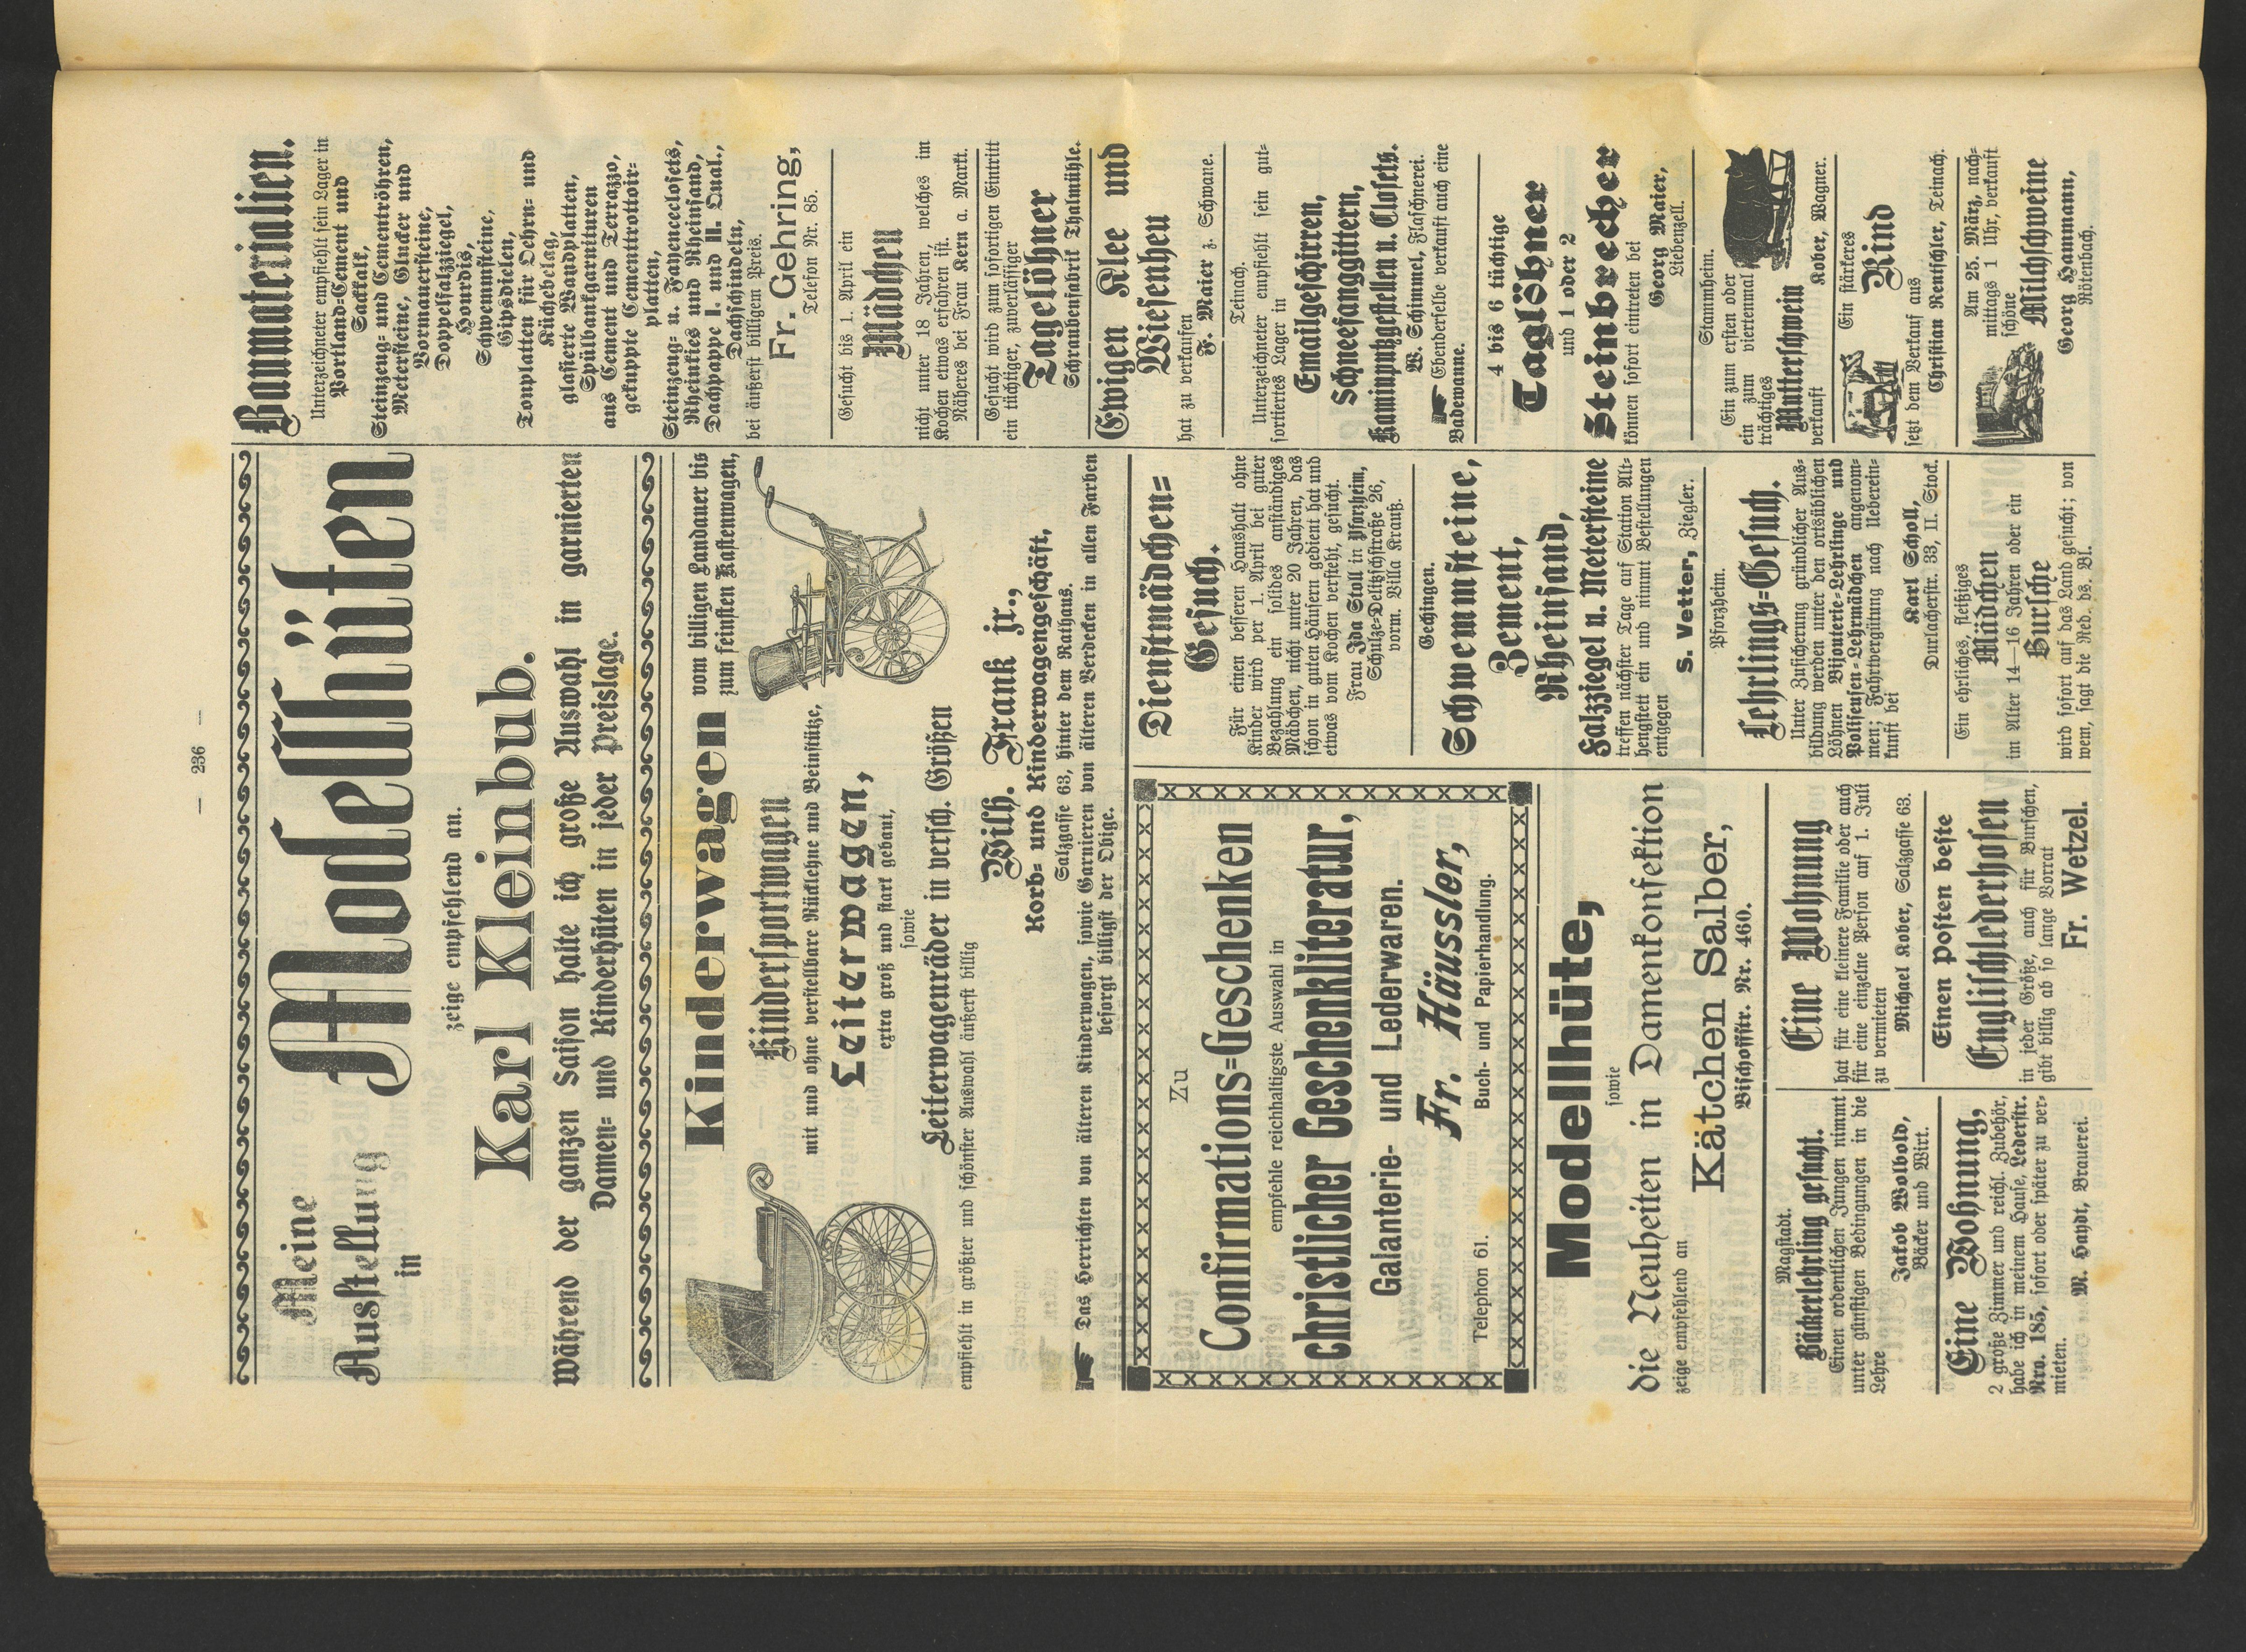 — 236 —
Meine
Ausstellung
in
Modellhüten
zeige empfehlend an.
Karl Kleinbub.
Während der ganzen Saison halte ich große Auswahl in garnierten
Damen= und Kinderhüten in jeder Preislage.
Kinderwagen
vom billigen Landauer bis
zum feinsten Kastenwagen,
Kindersportwagen
mit und ohne verstellbare Rücklehne und Beinstütze,
Leiterwagen,
extra groß und stark gebaut,
sowie
Leiterwagenräder in versch. Größen
empfiehlt in größter und schönster Auswahl äußerst billig
Wilh. Frank jr.,
Korb= und Kinderwagengeschäft,
Salzgasse 63, hinter dem Rathaus.
☛ Das Herrichten von älteren Kinderwagen, sowie Garnieren von älteren Verdecken in allen Farben
besorgt billigst der Obige.
Zu
Confirmations=Geschenken
empfehle reichhaltigste Auswahl in
christlicher Geschenkliteratur,
Galanterie- und Lederwaren.
Fr. Häussler,
Telephon 61.
Buch- und Papierhandlung.
Modellhüte,
sowie
die Neuheiten in Damenkonfektion
zeige empfehlend an
Kätchen Salber,
Bischofstr. Nr. 460.
Magstadt.
Bäckerlehrling gesucht.
Einen ordentlichen Jungen nimmt
unter günstigen Bedingungen in die
Lehre
Jakob Wolbold,
Bäcker und Wirt.
Eine Wohnung,
2 große Zimmer und reichl. Zubehör,
habe ich in meinem Hause, Lederstr.
Nro. 185, sofort oder später zu ver-
mieten.
M. Haydt, Brauerei.
Eine Wohnung
hat für eine kleinere Familie oder auch
für eine einzelne Person auf 1. Juli
zu vermieten
Michael Kober, Salzgasse 63.
Einen Posten beste
Englischlederhosen
in jeder Größe, auch für Burschen,
gibt billig ab so lange Vorrat
Fr. Wetzel.
Dienstmädchen=
Gesuch.
Für einen besseren Haushalt ohne
Kinder wird per 1. April bei guter
Bezahlung ein solides anständiges
Mädchen, nicht unter 20 Jahren, das
schon in guten Häusern gedient hat und
etwas vom Kochen versteht, gesucht.
Frau Ida Stoll in Pforzheim,
Schulze=Delitzschstraße 26,
vorm. Villa Krauß.
Gechingen.
Schwemmsteine,
Zement,
Rheinsand,
Falzziegel u. Metersteine
treffen nächster Tage auf Station Alt-
hengstett ein und nimmt Bestellungen
entgegen
S. Vetter, Ziegler.
Pforzheim.
Lehrlings=Gesuch.
Unter Zusicherung gründlicher Aus-
bildung werden unter den ortsüblichen
Löhnen Bijouterie=Lehrlinge und
Polisseusen=Lehrmädchen angenom-
men; Fahrtvergütung nach Ueberein-
kunft bei
Karl Scholl,
Durlacherstr. 33, II. Stock.
Ein ehrliches, fleißiges
Mädchen
im Alter 14—16 Jahren oder ein
Bursche
wird sofort auf das Land gesucht; von
wem, sagt die Red. ds. Bl.
Baumaterialien.
Unterzeichneter empfiehlt sein Lager in
Portland=Cement und
Sackkalk,
Steinzeug= und Cementröhren,
Metersteine, Glucker und
Vormauersteine,
Doppelfalzziegel,
Hourdis,
Schwemmsteine,
Gipsdielen,
Tonplatten für Oehrn= und
Küchebelag,
glasierte Wandplatten,
Spülbankgarnituren
aus Cement und Terrazzo,
gekuppte Cementtrottoir=
platten,
Steinzeug= u. Fayenceclosets,
Rheinkies und Rheinsand,
Dachpappe I. und II. Qual.,
Dachschindeln,
bei äußerst billigem Preis.
Fr. Gehring,
Telefon Nr. 85.
Gesucht bis 1. April ein
Mädchen
nicht unter 18 Jahren, welches im
Kochen etwas erfahren ist.
Näheres bei Frau Kern a. Markt.
Gesucht wird zum sofortigen Eintritt
ein tüchtiger, zuverlässiger
Tagelöhner
Schraubenfabrik Thalmühle.
Ewigen Klee und
Wiesenheu
hat zu verkaufen
F. Maier z. Schwane.
Teinach.
Unterzeichneter empfiehlt sein gut-
sortiertes Lager in
Emailgeschirren,
Schneefanggittern,
Kaminputzgestellen u. Closets.
W. Schimmel, Flaschnerei.
☛ Ebenderselbe verkauft auch eine
Badewanne.
4 bis 6 tüchtige
Taglöhner
und 1 oder 2
Steinbrecher
können sofort eintreten bei
Georg Maier,
Liebenzell.
Stammheim.
Ein zum ersten oder
ein zum viertenmal
trächtiges
Mutterschwein
verkauft
Kober, Wagner.
Ein stärkeres
Rind
setzt dem Verkauf aus
Christian Rentschler, Teinach.
Am 25. März, nach-
mittags 1 Uhr, verkauft
schöne
Milchschweine
Georg Hammann,
Rötenbach.